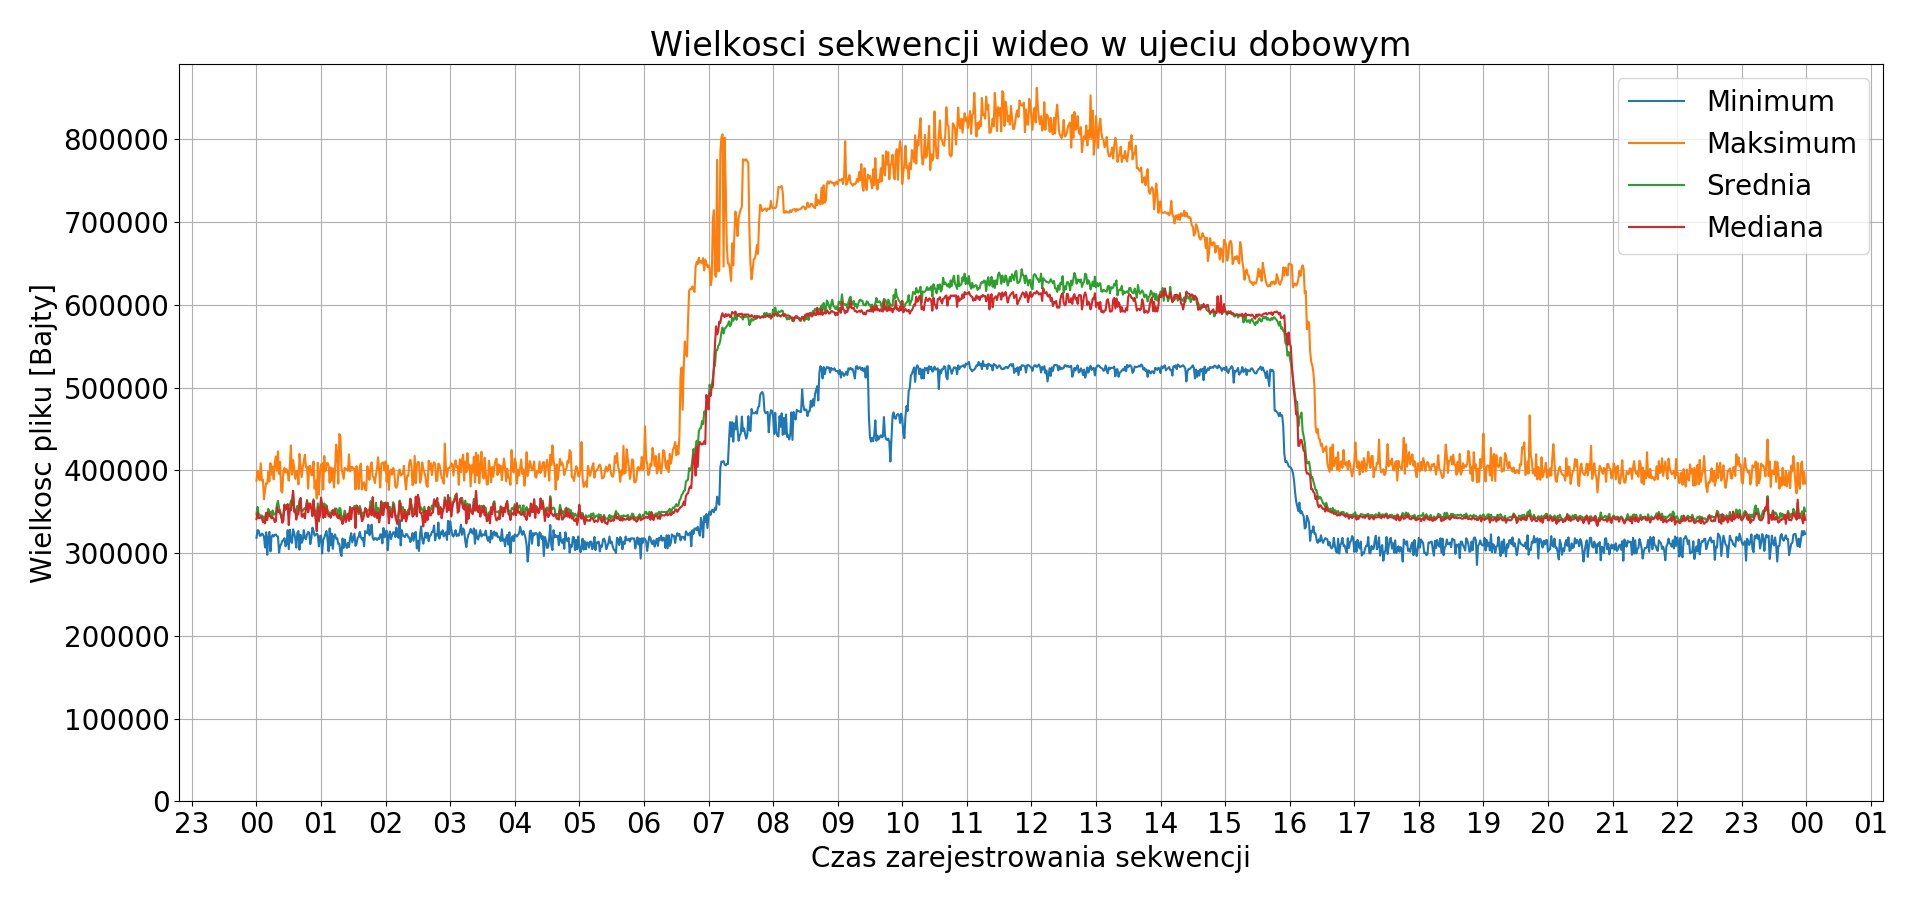 Wielkosci sekwencji wideo w ujeciu dobowym
Minimum
Maksimum
Srednia
Mediana
Wielkosc pliku [Bajty]
800000
700000
600000
500000
400000
300000
200000
100000
0
23 00 01 02 03 04 05 06 07 08 09 10 11 12 13 14 15 16 17 18 19 20 21 22 23 00 01
Czas zarejestrowania sekwencji